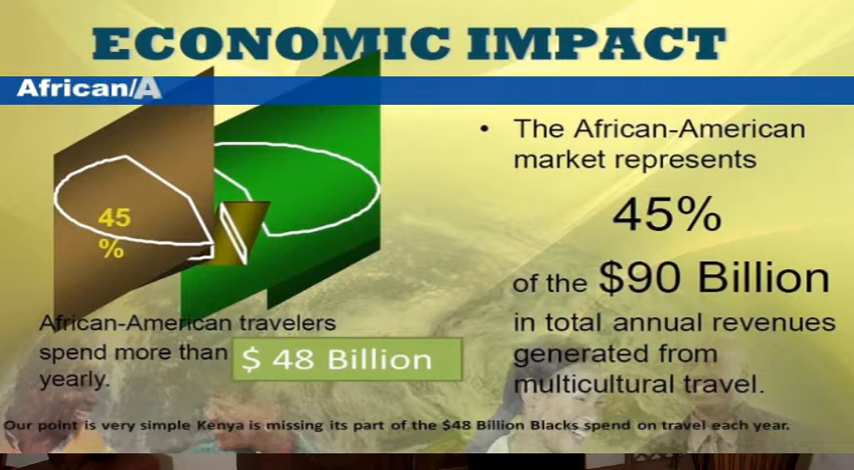 ECONOMIC IMPACT
African/A
• The African-American
market represents
45%
of the $90 Billion
in total annual revenues
generated from
multicultural travel.
45
%
African-American travelers
spend more than $ 48 Billion
yearly.
Our point is very simple Kenya is missing its part of the $48 Billion Blacks spend on travel each year.